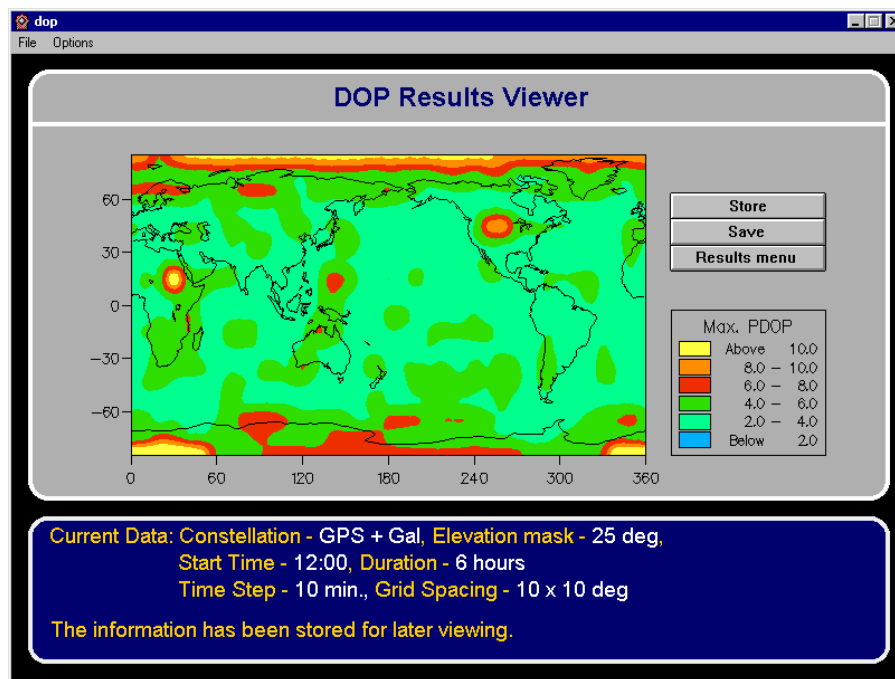 dop
File Options
DOP Results Viewer
60
30
0
−30
−60
0 60 120 180 240 300 360
Store
Save
Results menu
Max. PDOP
Above 10.0
8.0 − 10.0
6.0 − 8.0
4.0 − 6.0
2.0 − 4.0
Below 2.0
Current Data: Constellation - GPS + Gal, Elevation mask - 25 deg,
Start Time - 12:00, Duration - 6 hours
Time Step - 10 min., Grid Spacing - 10 x 10 deg
The information has been stored for later viewing.